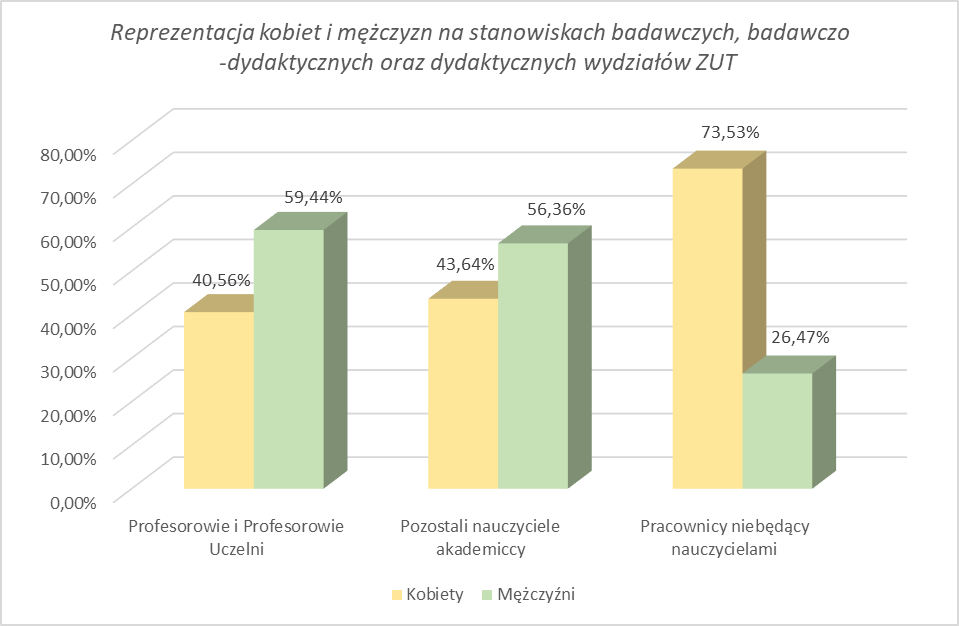 Reprezentacja kobiet i mężczyzn na stanowiskach badawczych, badawczo
-dydaktycznych oraz dydaktycznych wydziałów ZUT
80,00%
70,00%
60,00%
50,00%
40,00%
30,00%
20,00%
10,00%
0,00%
40,56%
59,44%
43,64%
56,36%
73,53%
26,47%
Profesorowie i Profesorowie
Uczelni
Pozostali nauczyciele
akademiccy
Pracownicy niebędący
nauczycielami
Kobiety
Mężczyźni